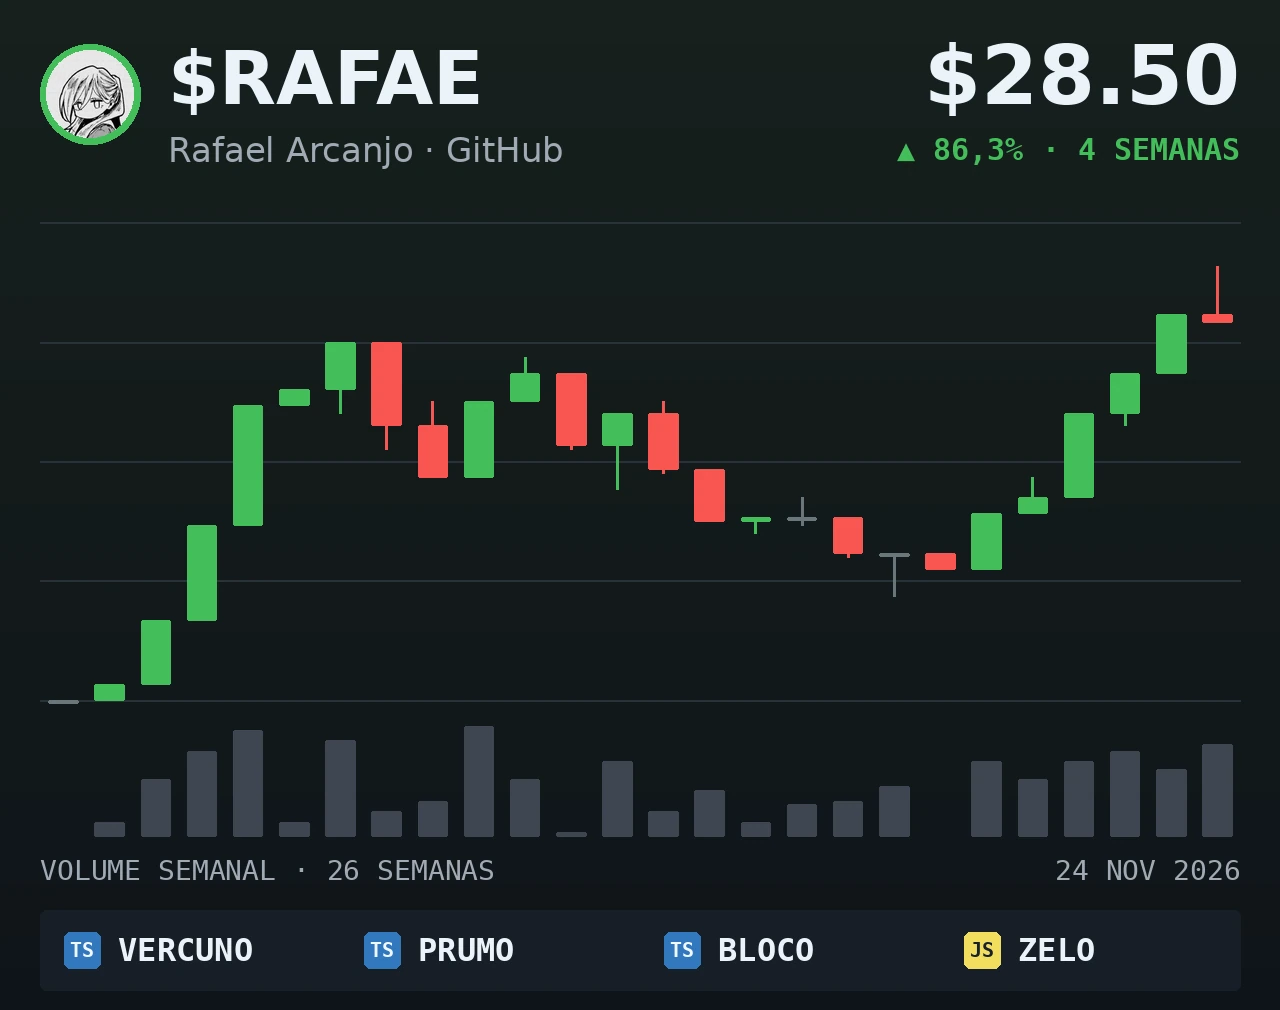 $RAFAE
$28.50
Rafael Arcanjo · GitHub
▲ 86,3% · 4 SEMANAS
VOLUME SEMANAL · 26 SEMANAS
24 NOV 2026
TS VERCUNO
TS PRUMO
TS BLOCO
JS ZELO